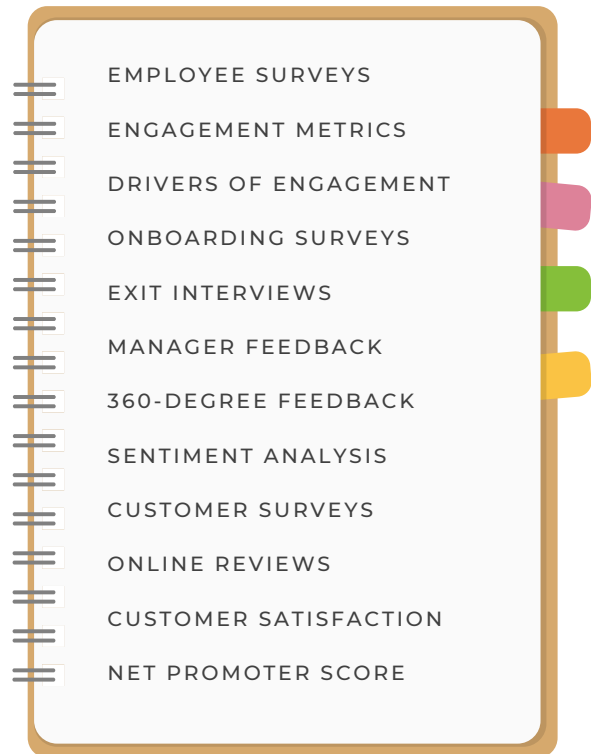 EMPLOYEE SURVEYS
ENGAGEMENT METRICS
DRIVERS OF ENGAGEMENT
ONBOARDING SURVEYS
EXIT INTERVIEWS
MANAGER FEEDBACK
360-DEGREE FEEDBACK
SENTIMENT ANALYSIS
CUSTOMER SURVEYS
ONLINE REVIEWS
CUSTOMER SATISFACTION
NET PROMOTER SCORE